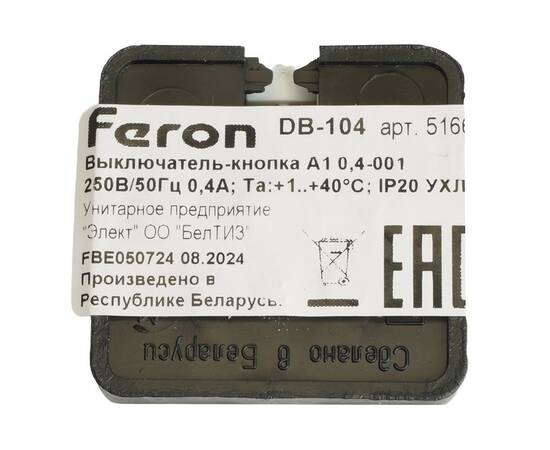 Feron DB-104 арт. 5166
Выключатель-кнопка А1 0,4-001
250В/50Гц 0,4А; Та:+1..+40°С; IP20 УХЛ
Унитарное предприятие
"Элект" ОО "БелТИЗ"
FBE050724 08.2024
Произведено в
Республике Беларусь.
EAC
Сделано в Беларуси